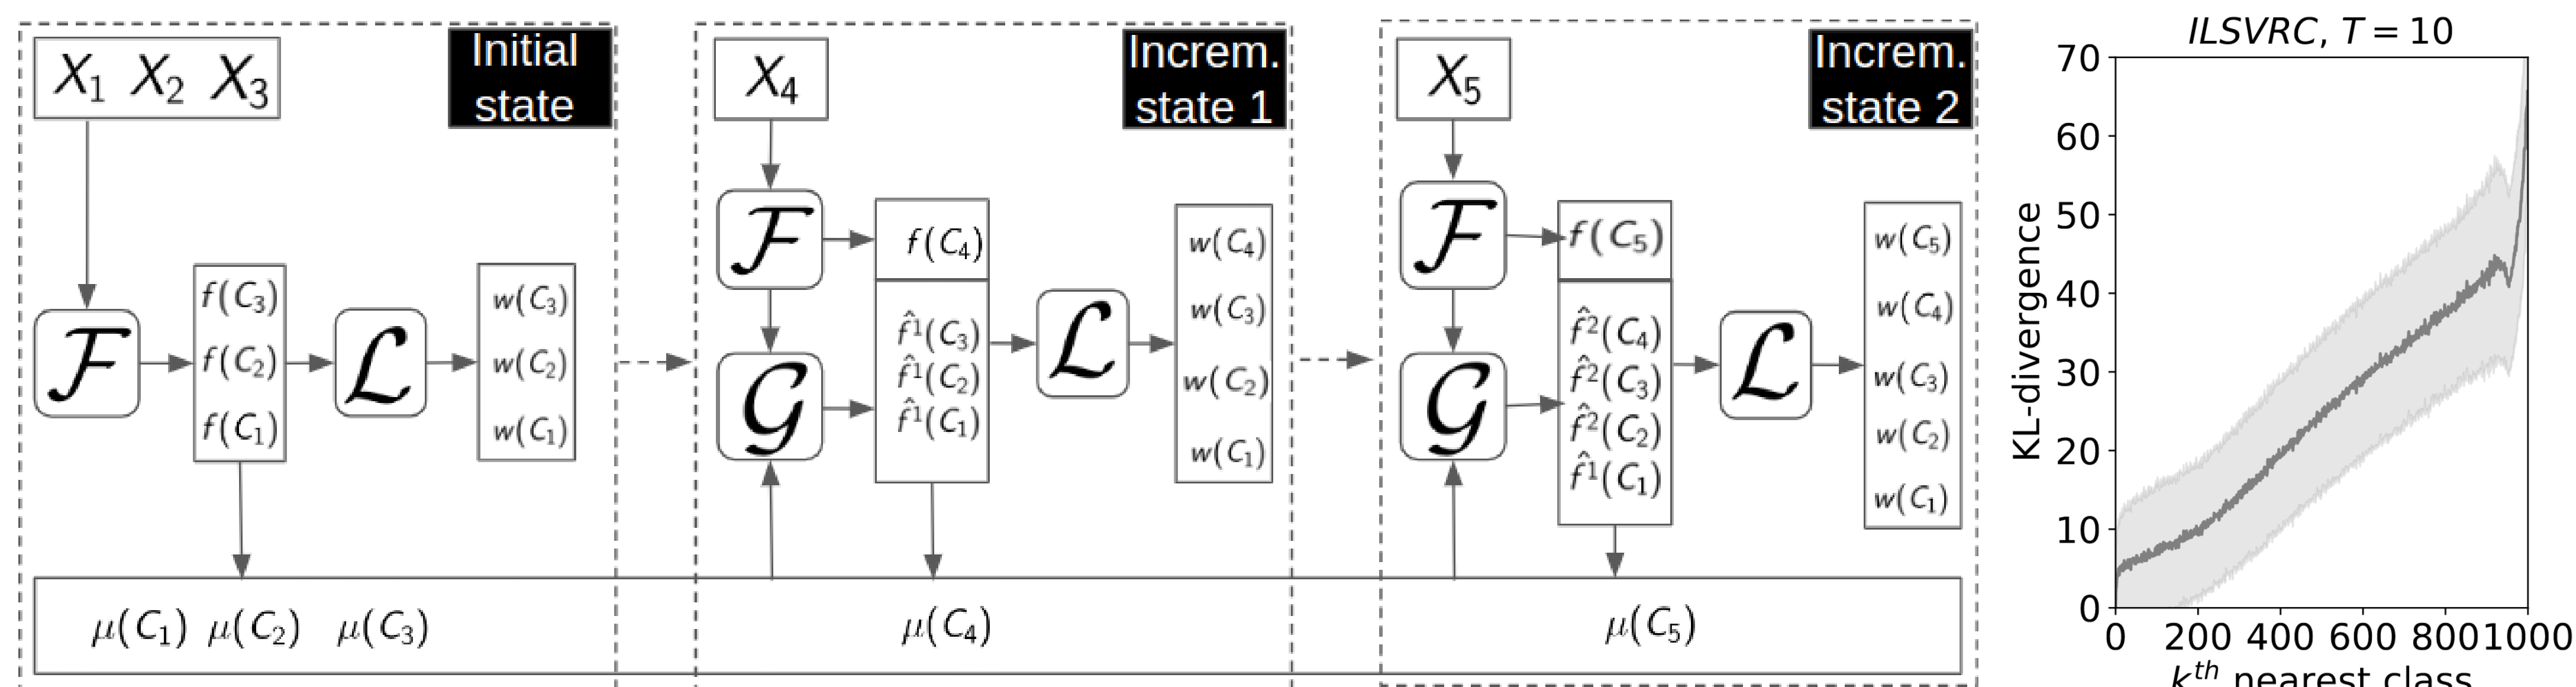 X₁ X₂ X₃
Initial
state
F
f(C₃)
f(C₂)
f(C₁)
L
w(C₃)
w(C₂)
w(C₁)
μ(C₁) μ(C₂) μ(C₃)
X₄
Increm.
state 1
F
f(C₄)
G
f̂¹(C₃)
f̂¹(C₂)
f̂¹(C₁)
L
w(C₄)
w(C₃)
w(C₂)
w(C₁)
μ(C₄)
X₅
Increm.
state 2
F
f(C₅)
G
f̂²(C₄)
f̂²(C₃)
f̂²(C₂)
f̂¹(C₁)
L
w(C₅)
w(C₄)
w(C₃)
w(C₂)
w(C₁)
μ(C₅)
ILSVRC, T = 10
KL-divergence
70
60
50
40
30
20
10
0
0 200 400 600 800 1000
kᵗʰ nearest class